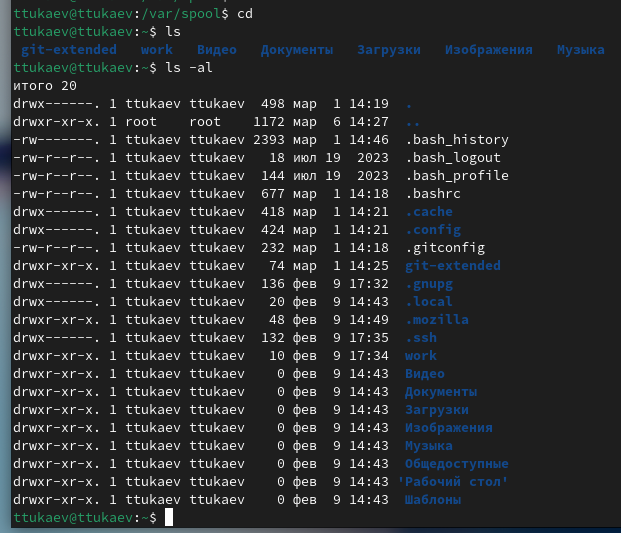 ttukaev@ttukaev:/var/spool$ cd
ttukaev@ttukaev:~$ ls
git-extended work Видео Документы Загрузки Изображения Музыка
ttukaev@ttukaev:~$ ls -al
итого 20
drwx------. 1 ttukaev ttukaev 498 мар 1 14:19 .
drwxr-xr-x. 1 root root 1172 мар 6 14:27 ..
-rw-------. 1 ttukaev ttukaev 2393 мар 1 14:46 .bash_history
-rw-r--r--. 1 ttukaev ttukaev 18 июл 19 2023 .bash_logout
-rw-r--r--. 1 ttukaev ttukaev 144 июл 19 2023 .bash_profile
-rw-r--r--. 1 ttukaev ttukaev 677 мар 1 14:18 .bashrc
drwx------. 1 ttukaev ttukaev 418 мар 1 14:21 .cache
drwx------. 1 ttukaev ttukaev 424 мар 1 14:21 .config
-rw-r--r--. 1 ttukaev ttukaev 232 мар 1 14:18 .gitconfig
drwxr-xr-x. 1 ttukaev ttukaev 74 мар 1 14:25 git-extended
drwx------. 1 ttukaev ttukaev 136 фев 9 17:32 .gnupg
drwx------. 1 ttukaev ttukaev 20 фев 9 14:43 .local
drwxr-xr-x. 1 ttukaev ttukaev 48 фев 9 14:49 .mozilla
drwx------. 1 ttukaev ttukaev 132 фев 9 17:35 .ssh
drwxr-xr-x. 1 ttukaev ttukaev 10 фев 9 17:34 work
drwxr-xr-x. 1 ttukaev ttukaev 0 фев 9 14:43 Видео
drwxr-xr-x. 1 ttukaev ttukaev 0 фев 9 14:43 Документы
drwxr-xr-x. 1 ttukaev ttukaev 0 фев 9 14:43 Загрузки
drwxr-xr-x. 1 ttukaev ttukaev 0 фев 9 14:43 Изображения
drwxr-xr-x. 1 ttukaev ttukaev 0 фев 9 14:43 Музыка
drwxr-xr-x. 1 ttukaev ttukaev 0 фев 9 14:43 Общедоступные
drwxr-xr-x. 1 ttukaev ttukaev 0 фев 9 14:43 'Рабочий стол'
drwxr-xr-x. 1 ttukaev ttukaev 0 фев 9 14:43 Шаблоны
ttukaev@ttukaev:~$